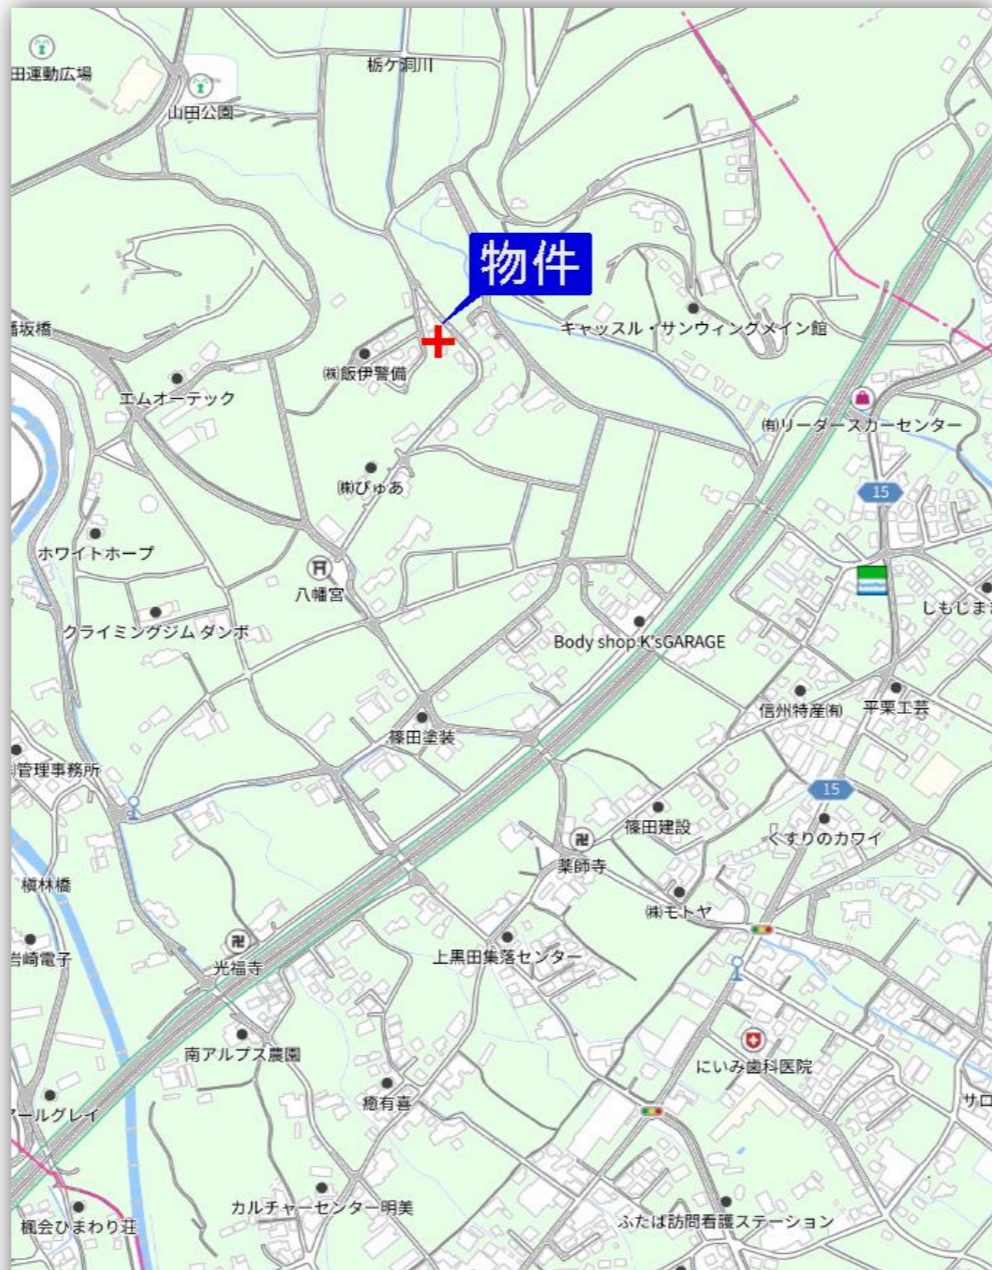 田運動広場
山田公園
栃ケ洞川
物件
キャッスル・サンウィングメイン館
幡坂橋
㈱飯伊警備
エムオーテック
㈲リーダースカーセンター
㈱ぴゅあ
15
ホワイトホープ
八幡宮
クライミングジム ダンボ
しもじま
Body shop K'sGARAGE
信州特産㈲
平栗工芸
篠田塗装
管理事務所
15
篠田建設
くすりのカワイ
薬師寺
槇林橋
㈱モトヤ
岩崎電子
光福寺
上黒田集落センター
南アルプス農園
にいみ歯科医院
癒有喜
アールグレイ
サロ
カルチャーセンター明美
楓会ひまわり荘
ふたば訪問看護ステーション